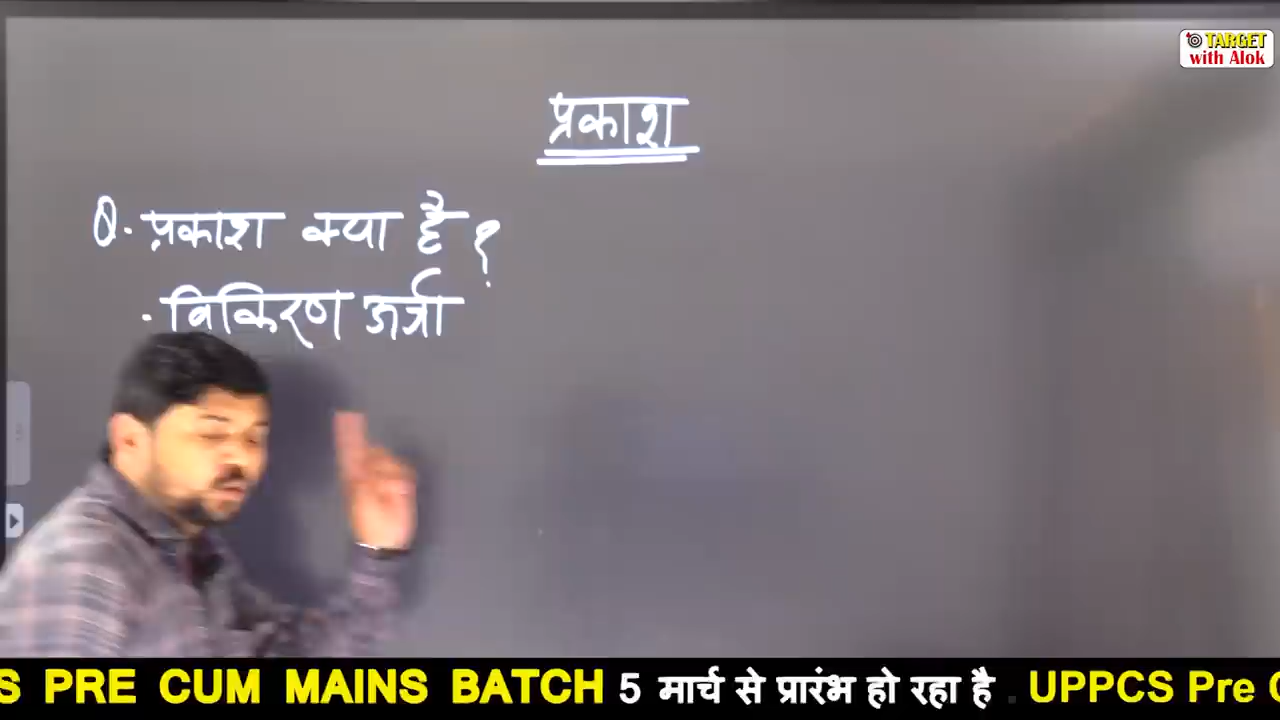 TARGET
with Alok
प्रकाश
Q. प्रकाश क्या है ?
. विकिरण ऊर्जा
S PRE CUM MAINS BATCH 5 मार्च से प्रारंभ हो रहा है . UPPCS Pre C